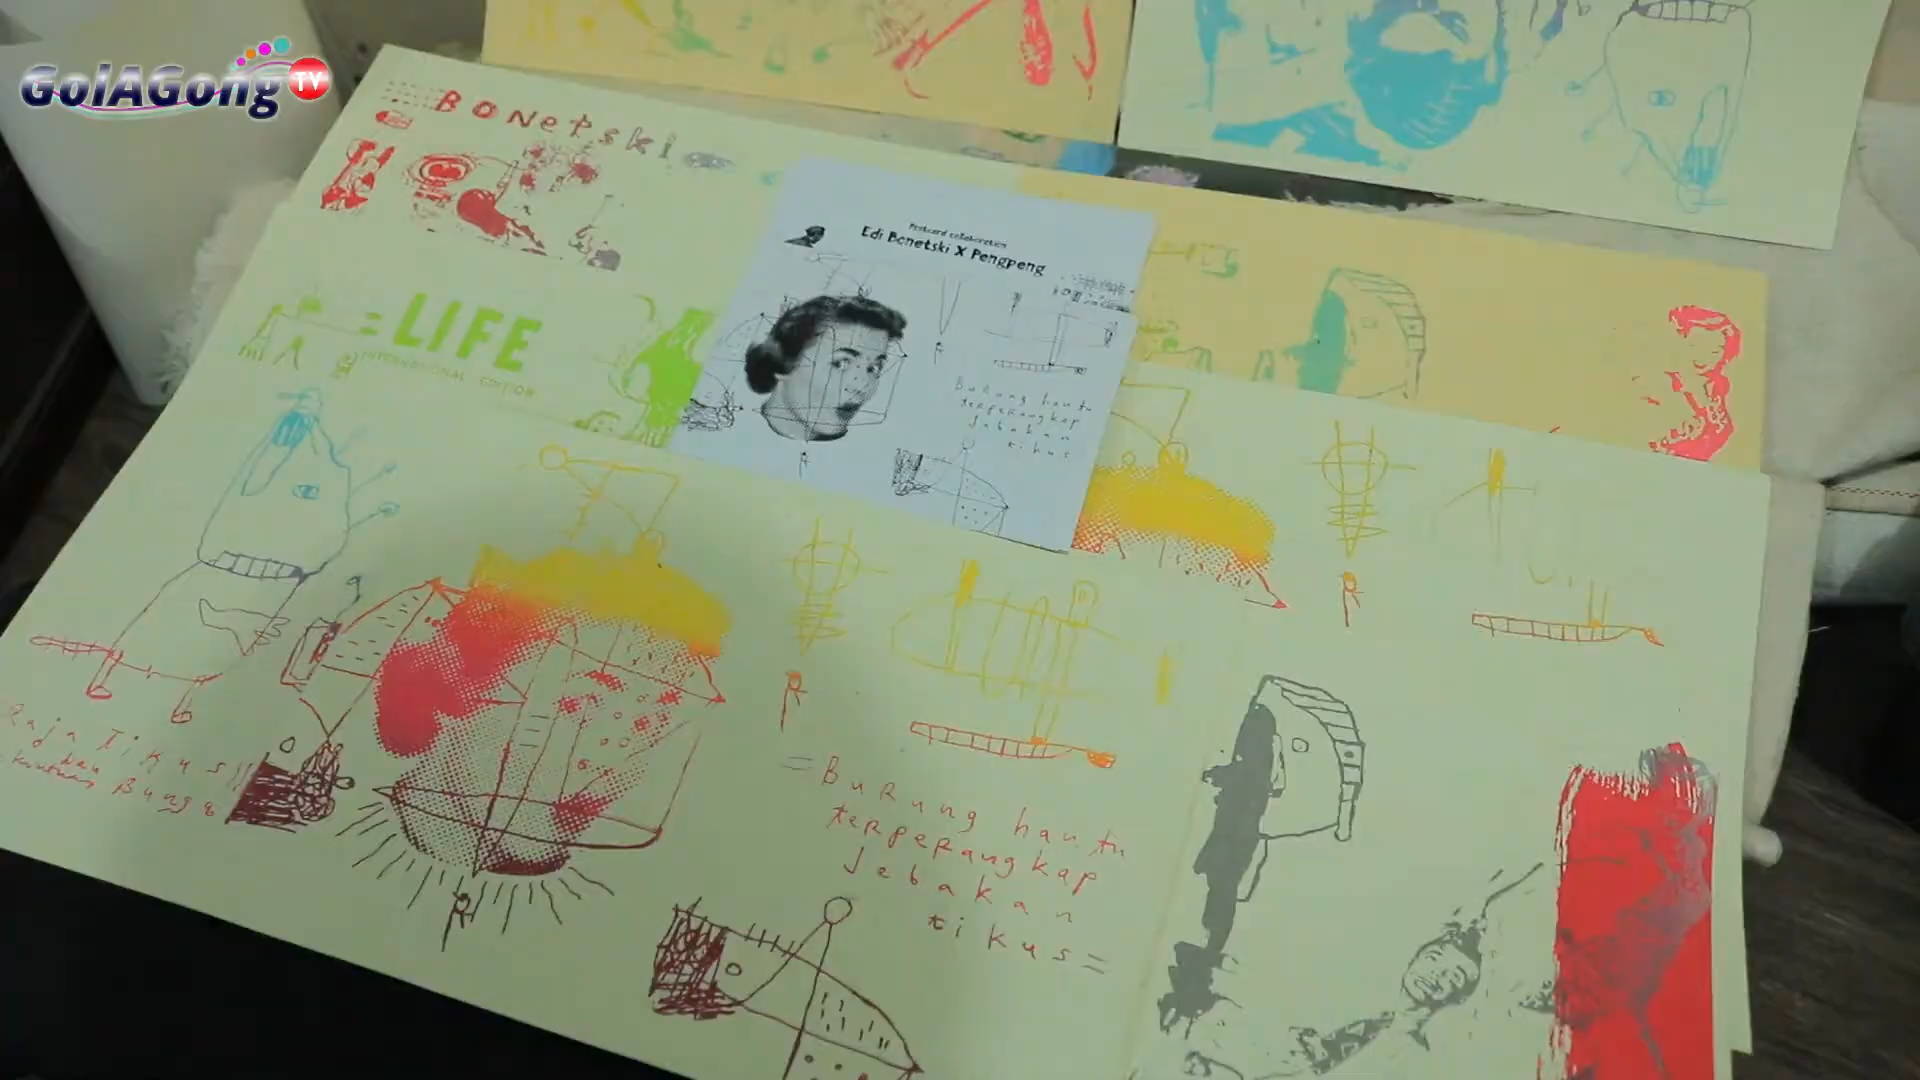 GolAGong TV
BONetski
Postcard collaboration
Edi Bonetski X Pengpeng
= LIFE
INTERNATIONAL EDITION
Burung hantu
terperangkap
jebakan
tikus
Raja Tikus
= Burung hantu
terperangkap
jebakan
tikus =